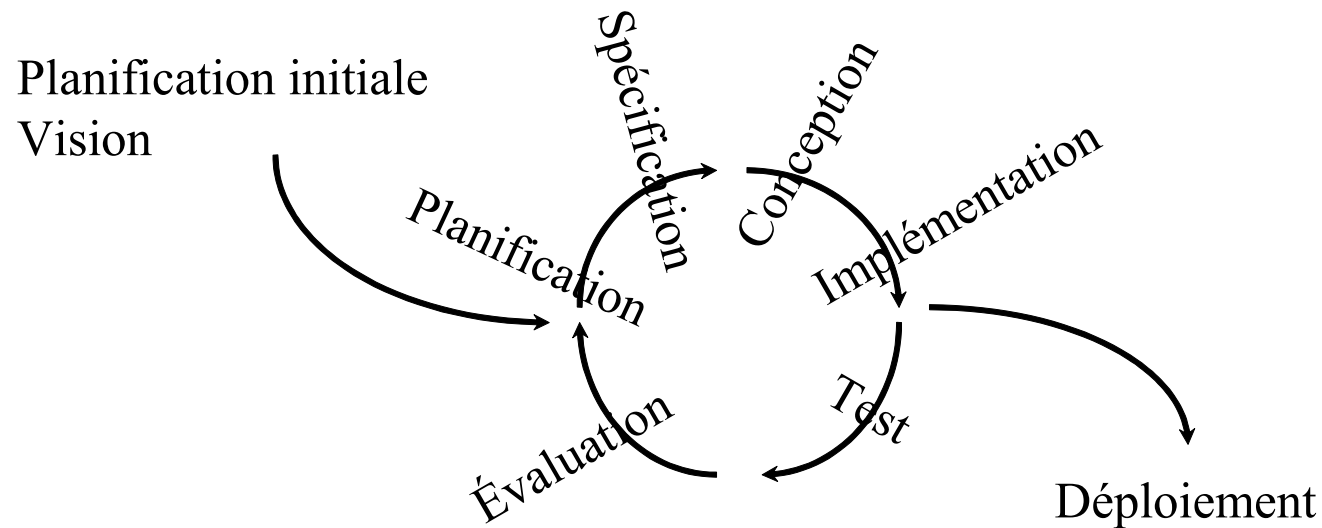 Planification initiale
Vision
Planification
Spécification
Conception
Implémentation
Test
Évaluation
Déploiement